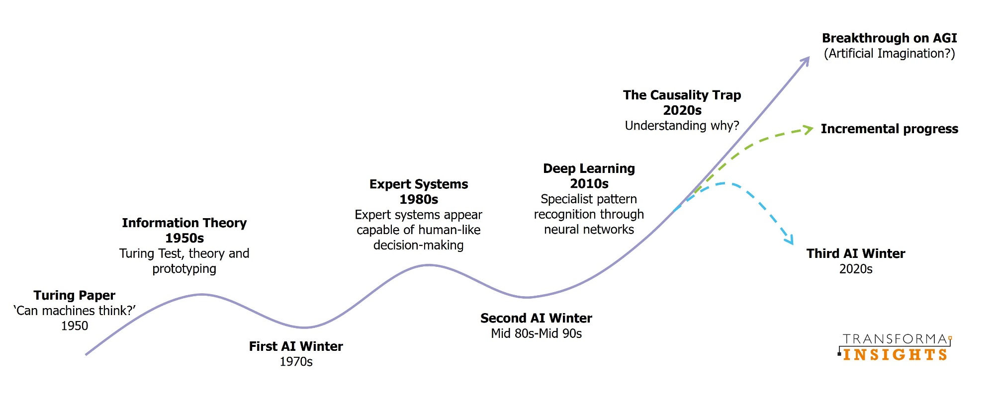 Turing Paper
‘Can machines think?’
1950
Information Theory
1950s
Turing Test, theory and
prototyping
First AI Winter
1970s
Expert Systems
1980s
Expert systems appear
capable of human-like
decision-making
Second AI Winter
Mid 80s-Mid 90s
Deep Learning
2010s
Specialist pattern
recognition through
neural networks
The Causality Trap
2020s
Understanding why?
Breakthrough on AGI
(Artificial Imagination?)
Incremental progress
Third AI Winter
2020s
TRANSFORMA
INSIGHTS